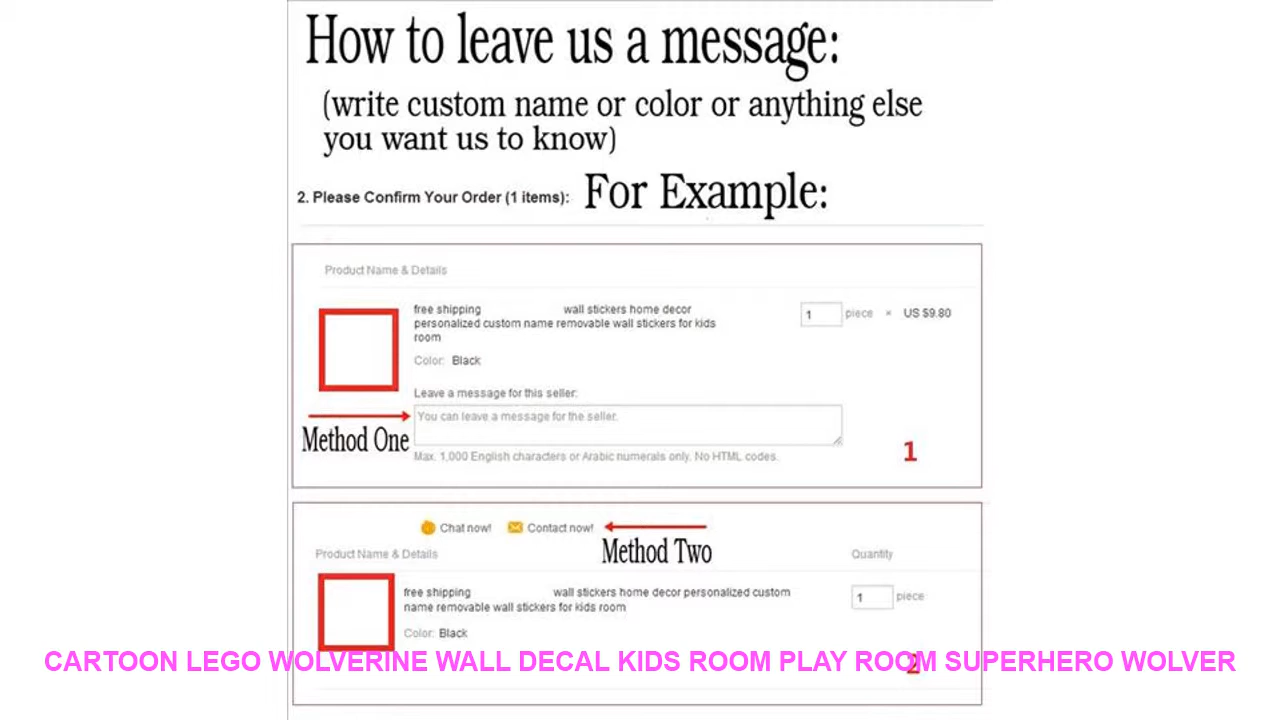 How to leave us a message:
(write custom name or color or anything else
you want us to know)
2. Please Confirm Your Order (1 items): For Example:
Product Name & Details
free shipping wall stickers home decor
personalized custom name removable wall stickers for kids
room
1 piece × US $9.80
Color: Black
Leave a message for this seller:
You can leave a message for the seller.
Method One
Max. 1,000 English characters or Arabic numerals only. No HTML codes.
1
Chat now! Contact now!
Method Two
Product Name & Details Quantity
free shipping wall stickers home decor personalized custom
name removable wall stickers for kids room
1 piece
Color: Black
2
CARTOON LEGO WOLVERINE WALL DECAL KIDS ROOM PLAY ROOM SUPERHERO WOLVER